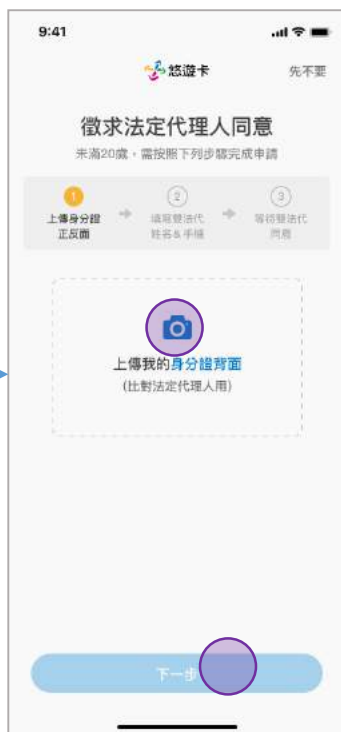 9:41
悠遊卡
先不要
徵求法定代理人同意
未滿20歲，需按照下列步驟完成申請
1
2
3
上傳身分證
正反面
填寫雙法代
姓名&手機
等待雙法代
同意
上傳我的身分證背面
(比對法定代理人用)
下一步